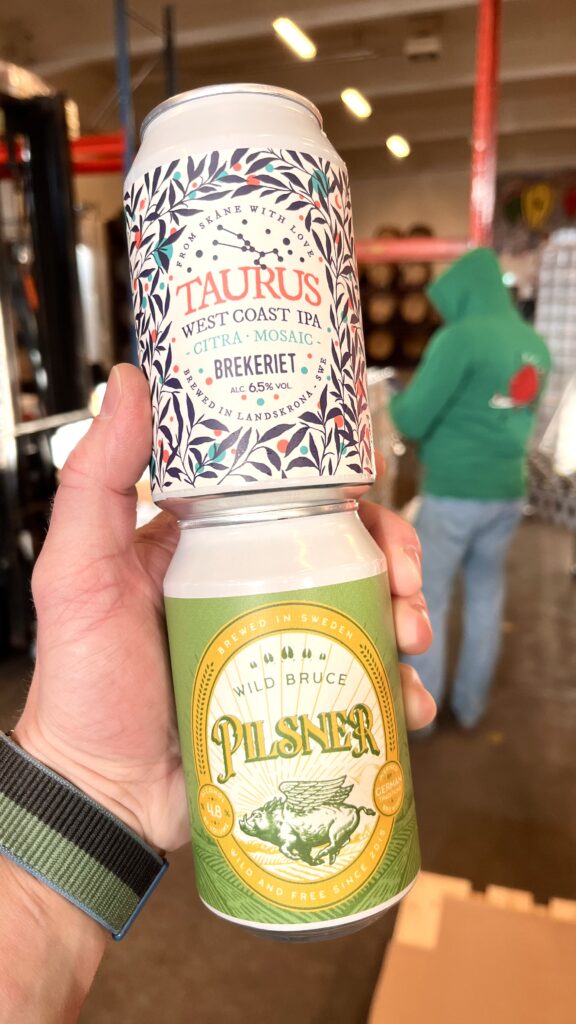 FROM SKÅNE WITH LOVE
TAURUS
WEST COAST IPA
- CITRA · MOSAIC -
BREKERIET
ALC. 6.5% VOL.
BREWED IN LANDSKRONA · SWE
BREWED IN SWEDEN
WILD BRUCE
PILSNER
4.8
GERMAN
WILD AND FREE SINCE